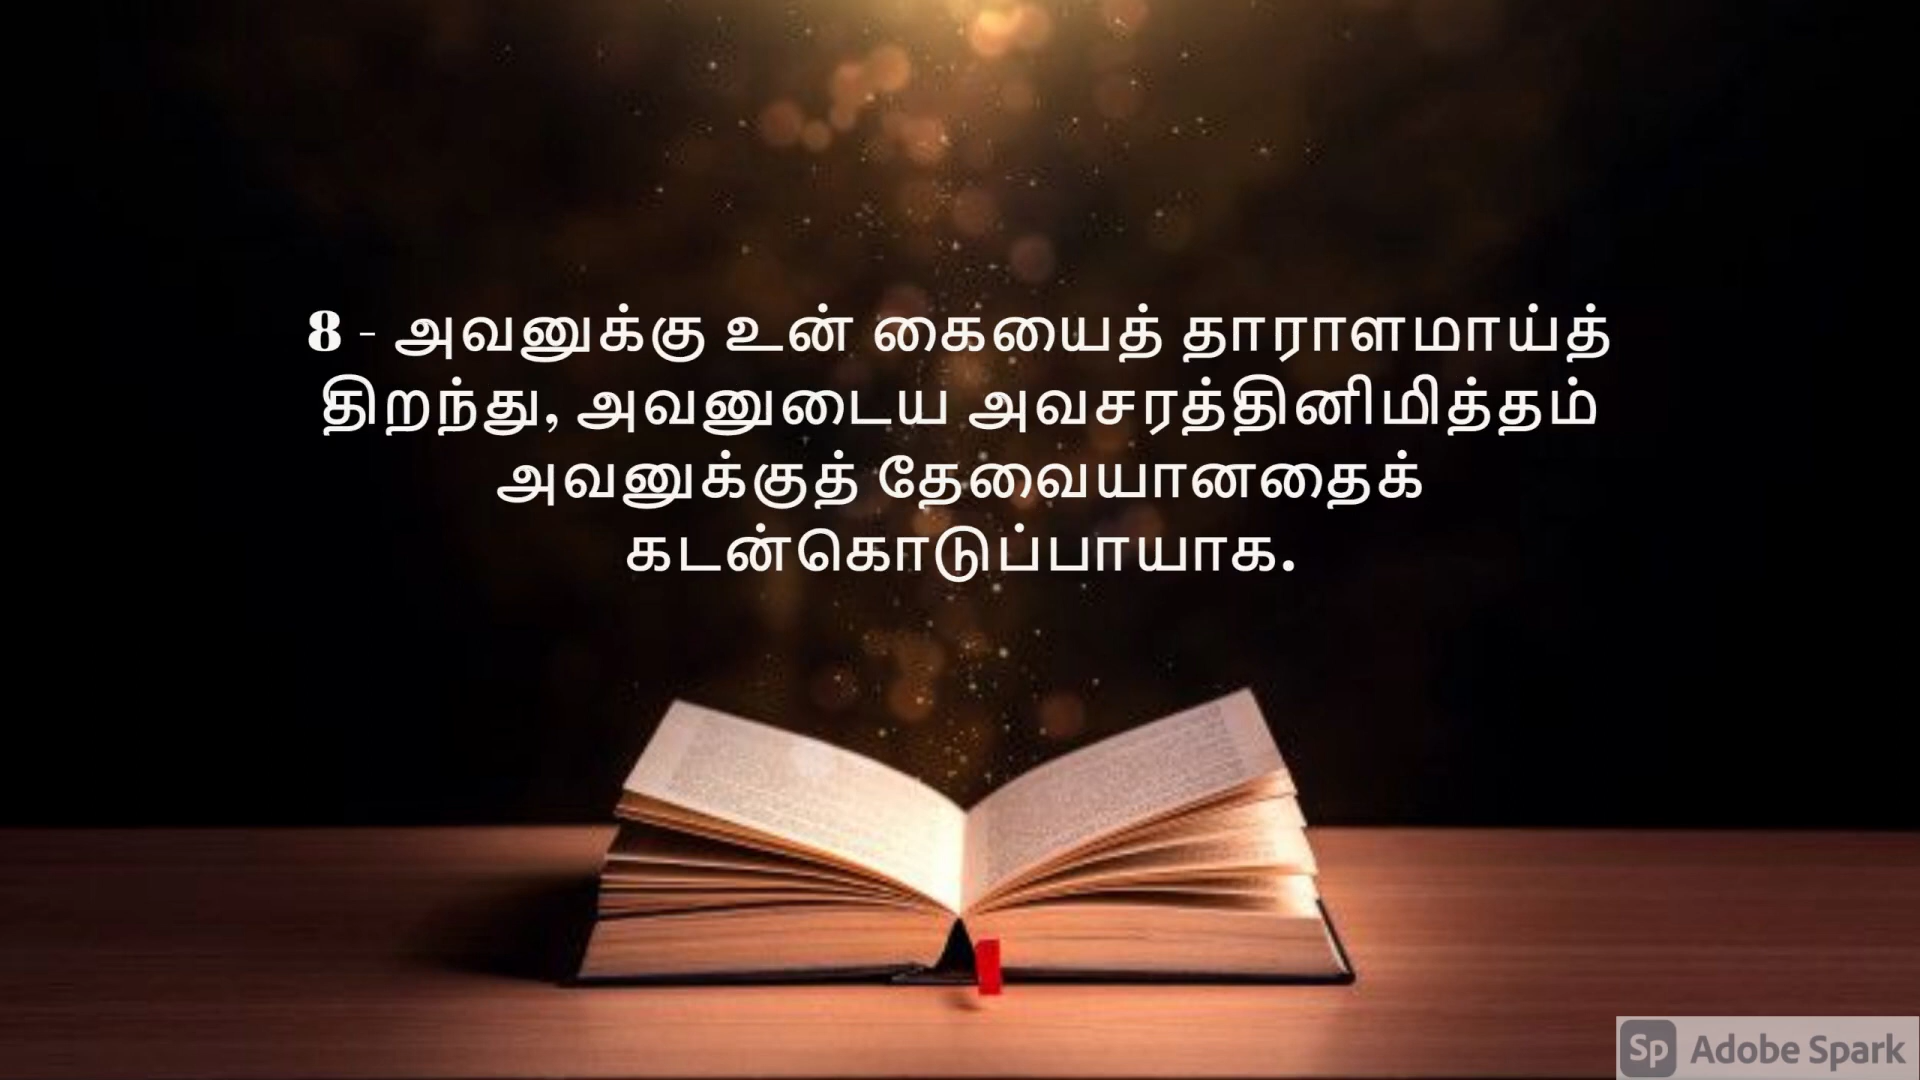 8 - அவனுக்கு உன் கையைத் தாராளமாய்த்
திறந்து, அவனுடைய அவசரத்தினிமித்தம்
அவனுக்குத் தேவையானதைக்
கடன்கொடுப்பாயாக.
Sp Adobe Spark